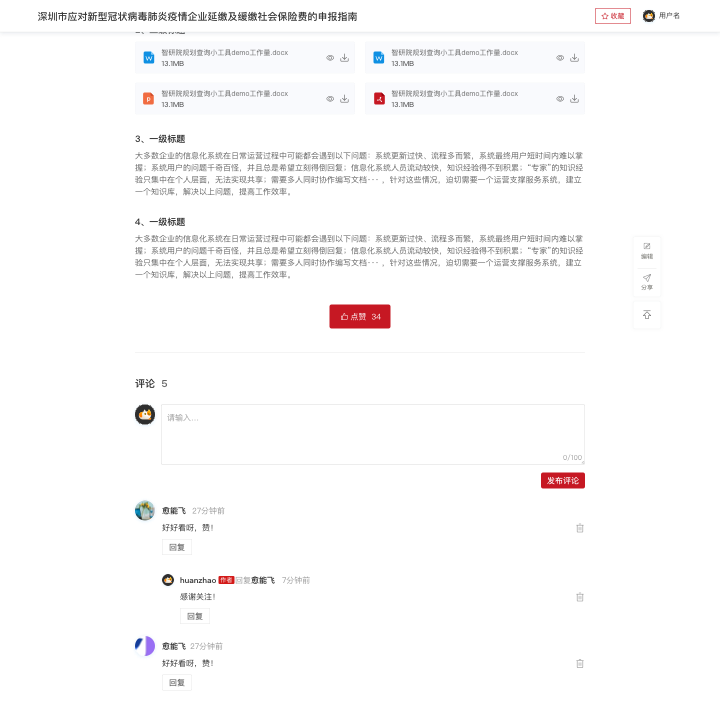 深圳市应对新型冠状病毒肺炎疫情企业延缴及缓缴社会保险费的申报指南
收藏
用户名
智研院规划查询小工具demo工作量.docx
13.1MB
智研院规划查询小工具demo工作量.docx
13.1MB
智研院规划查询小工具demo工作量.docx
13.1MB
智研院规划查询小工具demo工作量.docx
13.1MB
3、一级标题
大多数企业的信息化系统在日常运营过程中可能都会遇到以下问题：系统更新过快、流程多而繁，系统最终用户短时间内难以掌
握；系统用户的问题千奇百怪，并且总是希望立刻得倒回复；信息化系统人员流动较快，知识经验得不到积累；“专家”的知识经
验只集中在个人层面，无法实现共享；需要多人同时协作编写文档··· ，针对这些情况，迫切需要一个运营支撑服务系统，建立
一个知识库，解决以上问题，提高工作效率。
4、一级标题
大多数企业的信息化系统在日常运营过程中可能都会遇到以下问题：系统更新过快、流程多而繁，系统最终用户短时间内难以掌
握；系统用户的问题千奇百怪，并且总是希望立刻得倒回复；信息化系统人员流动较快，知识经验得不到积累；“专家”的知识经
验只集中在个人层面，无法实现共享；需要多人同时协作编写文档··· ，针对这些情况，迫切需要一个运营支撑服务系统，建立
一个知识库，解决以上问题，提高工作效率。
编辑
分享
点赞 34
评论 5
请输入...
0/100
发布评论
愈能飞 27分钟前
好好看呀，赞！
回复
huanzhao 作者 回复愈能飞 7分钟前
感谢关注！
回复
愈能飞 27分钟前
好好看呀，赞！
回复